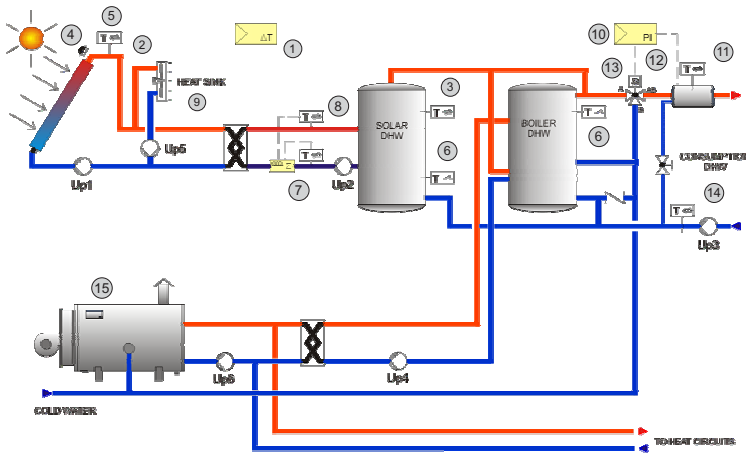 5
4
2
T
ΔT
1
10
PI
12
13
11
T
HEAT SINK
9
8
T
3
T
A
AB
B
SOLAR
DHW
BOILER
DHW
6
T
6
T
Up5
Up1
Σ
T
7
Up2
CONSUMPTION
DHW
14
T
Up3
15
Up6
Up4
COLD WATER
TO HEAT CIRCUITS